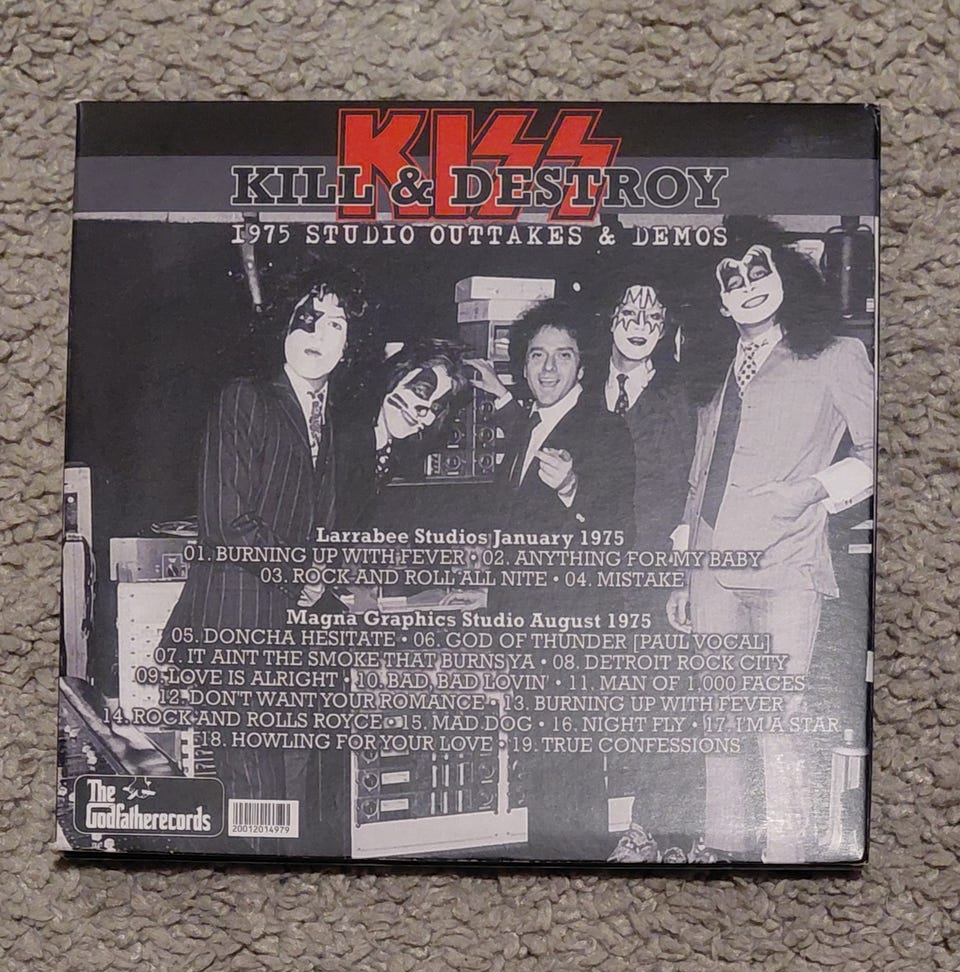 KISS
KILL & DESTROY
1975 STUDIO OUTTAKES & DEMOS
Larrabee Studios January 1975
01. BURNING UP WITH FEVER • 02. ANYTHING FOR MY BABY
03. ROCK AND ROLL ALL NITE • 04. MISTAKE
Magna Graphics Studio August 1975
05. DONCHA HESITATE • 06. GOD OF THUNDER [PAUL VOCAL]
07. IT AINT THE SMOKE THAT BURNS YA • 08. DETROIT ROCK CITY
09. LOVE IS ALRIGHT • 10. BAD, BAD LOVIN' • 11. MAN OF 1,000 FACES
12. DON'T WANT YOUR ROMANCE • 13. BURNING UP WITH FEVER
14. ROCK AND ROLLS ROYCE • 15. MAD DOG • 16. NIGHT FLY • 17. I'M A STAR
18. HOWLING FOR YOUR LOVE • 19. TRUE CONFESSIONS
The
Godfatherecords
20012014979